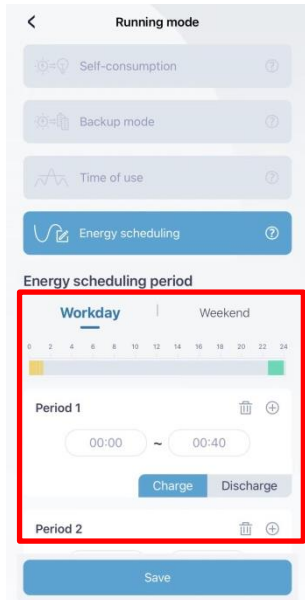 Running mode
Self-consumption
Backup mode
Time of use
Energy scheduling
Energy scheduling period
Workday Weekend
0 2 4 6 8 10 12 14 16 18 20 22 24
Period 1
00:00 ~ 00:40
Charge Discharge
Period 2
Save